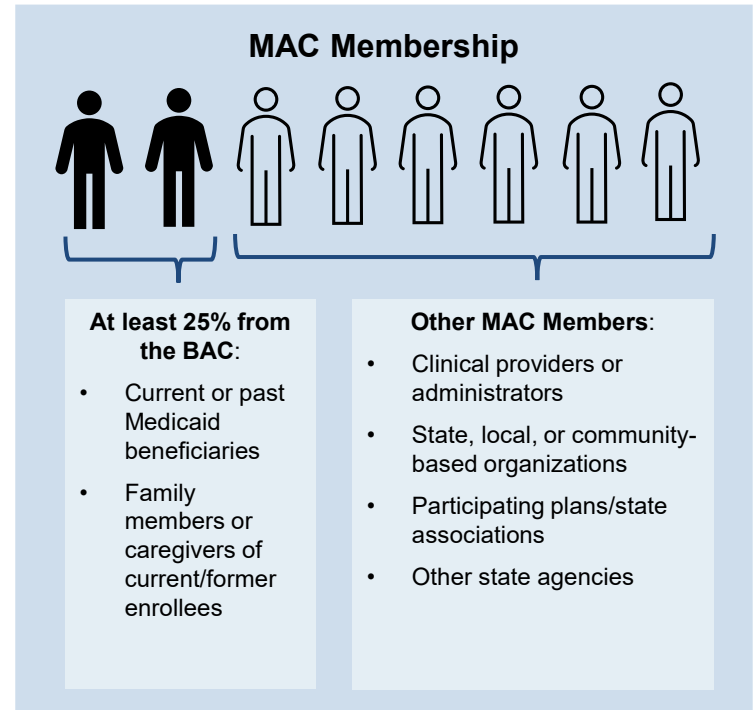 MAC Membership
At least 25% from
the BAC:
• Current or past
Medicaid
beneficiaries
• Family
members or
caregivers of
current/former
enrollees
Other MAC Members:
• Clinical providers or
administrators
• State, local, or community-
based organizations
• Participating plans/state
associations
• Other state agencies